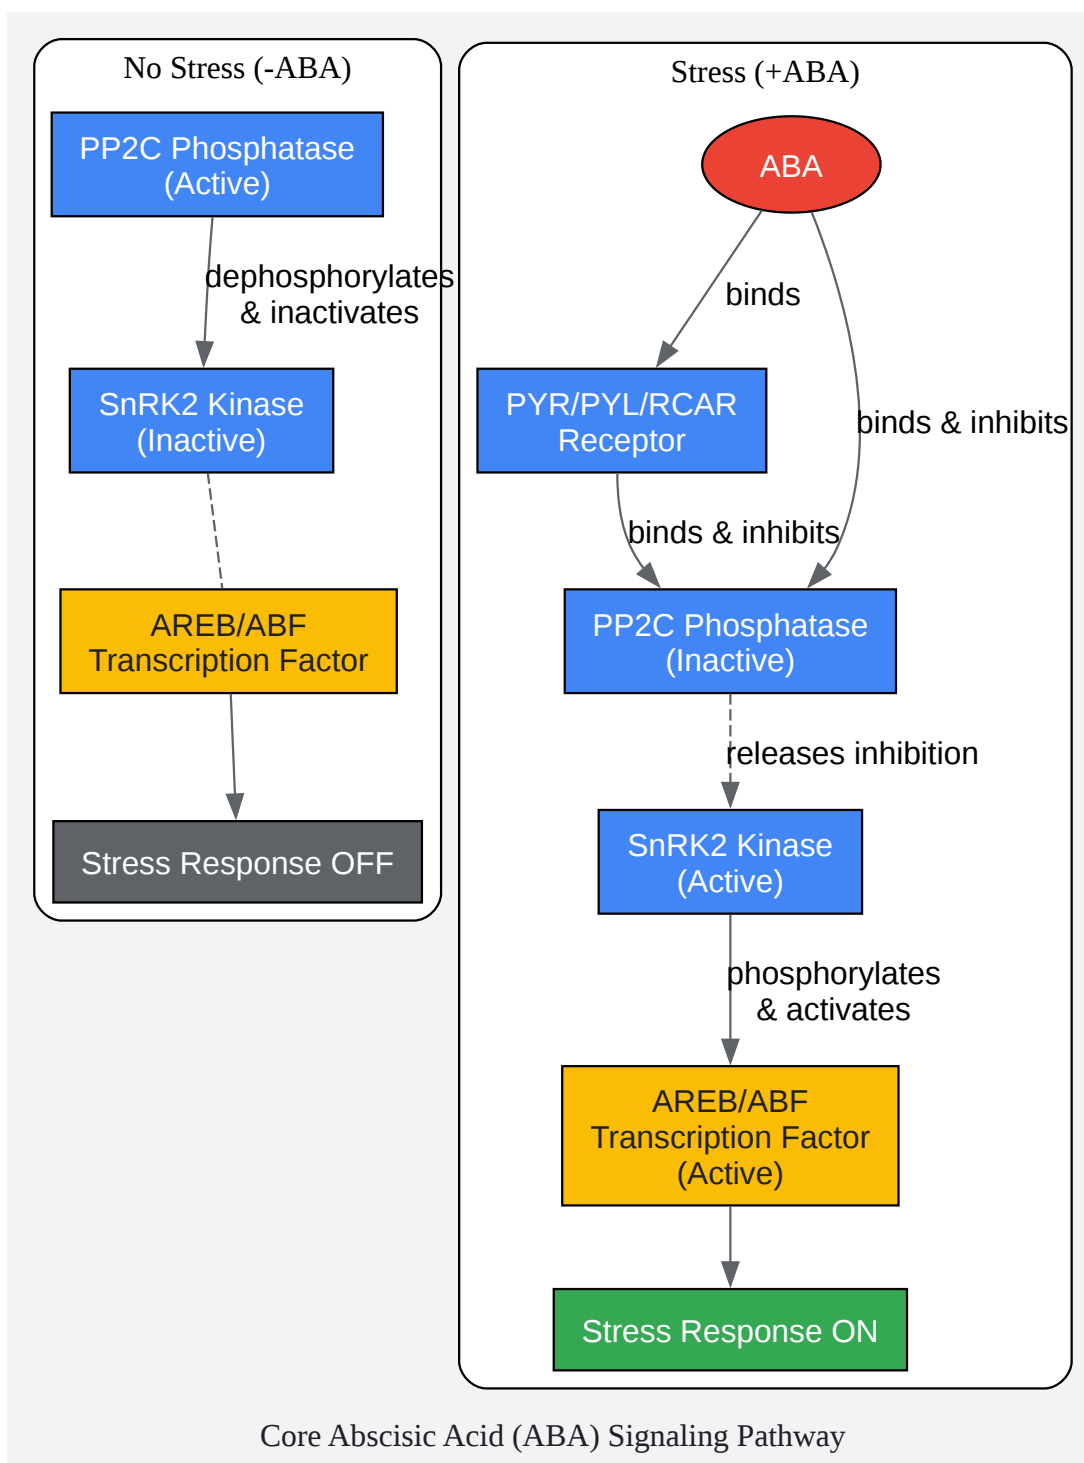 No Stress (-ABA)
PP2C Phosphatase
(Active)
dephosphorylates
& inactivates
SnRK2 Kinase
(Inactive)
AREB/ABF
Transcription Factor
Stress Response OFF
Stress (+ABA)
ABA
binds
PYR/PYL/RCAR
Receptor
binds & inhibits
binds & inhibits
PP2C Phosphatase
(Inactive)
releases inhibition
SnRK2 Kinase
(Active)
phosphorylates
& activates
AREB/ABF
Transcription Factor
(Active)
Stress Response ON
Core Abscisic Acid (ABA) Signaling Pathway